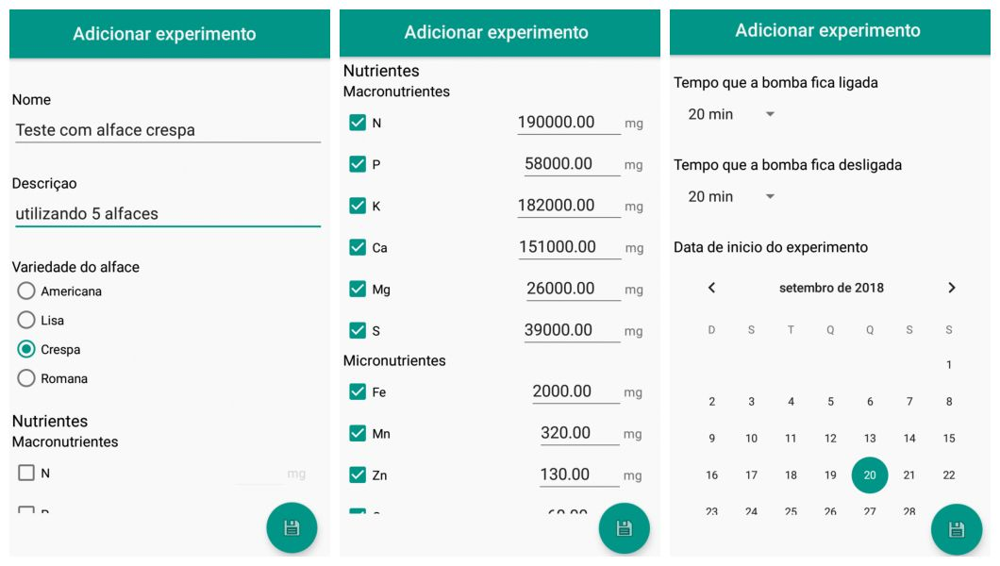 Adicionar experimento
Nome
Teste com alface crespa
Descriçao
utilizando 5 alfaces
Variedade do alface
Americana
Lisa
Crespa
Romana
Nutrientes
Macronutrientes
N mg
Adicionar experimento
Nutrientes
Macronutrientes
N 190000.00 mg
P 58000.00 mg
K 182000.00 mg
Ca 151000.00 mg
Mg 26000.00 mg
S 39000.00 mg
Micronutrientes
Fe 2000.00 mg
Mn 320.00 mg
Zn 130.00 mg
Adicionar experimento
Tempo que a bomba fica ligada
20 min
Tempo que a bomba fica desligada
20 min
Data de inicio do experimento
setembro de 2018
D S T Q Q S S
1
2 3 4 5 6 7 8
9 10 11 12 13 14 15
16 17 18 19 20 21 22
23 24 25 26 27 28